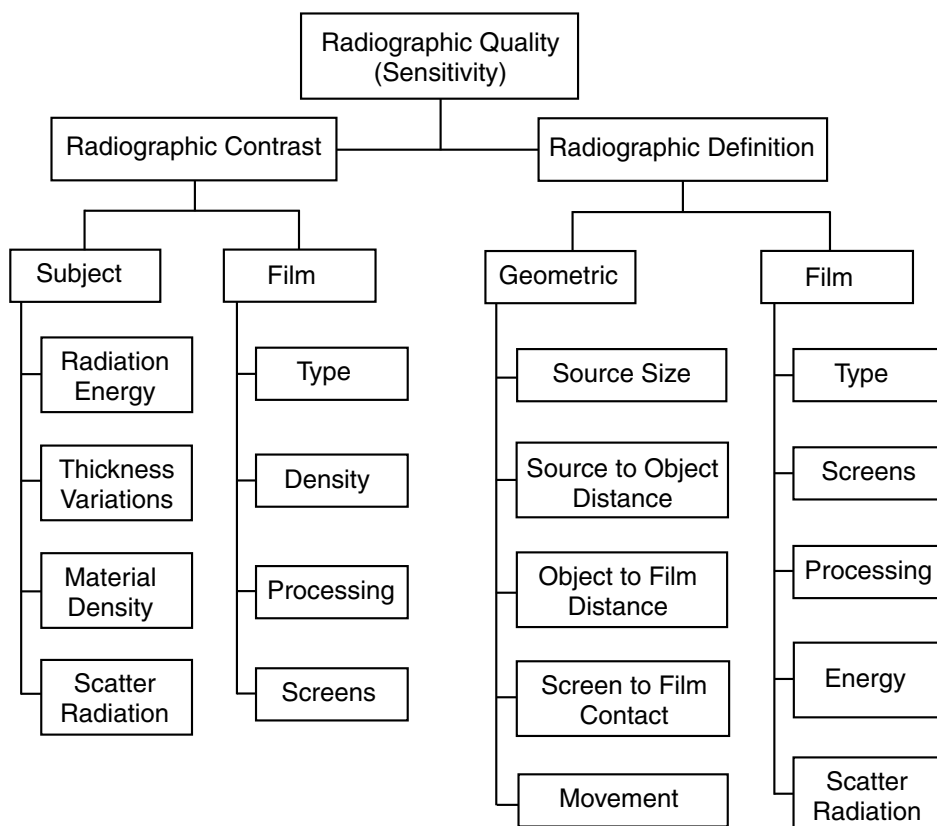 Radiographic Quality
(Sensitivity)
Radiographic Contrast
Radiographic Definition
Subject
Film
Geometric
Film
Radiation
Energy
Thickness
Variations
Material
Density
Scatter
Radiation
Type
Density
Processing
Screens
Source Size
Source to Object
Distance
Object to Film
Distance
Screen to Film
Contact
Movement
Type
Screens
Processing
Energy
Scatter
Radiation